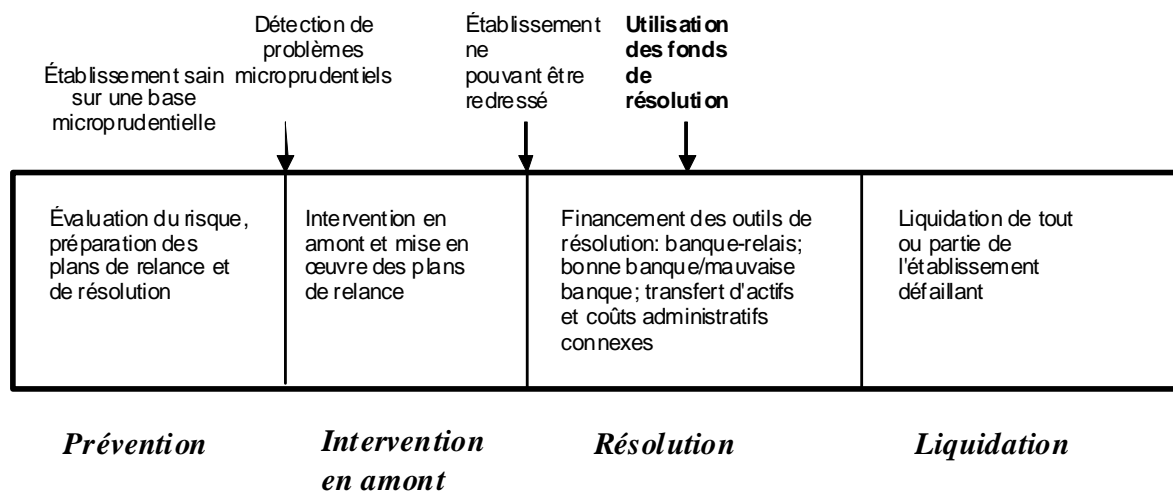 Établissement sain
sur une base
microprudentielle
Détection de
problèmes
microprudentiels
Établissement
ne
pouvant être
redressé
Utilisation
des fonds
de
résolution
Évaluation du risque,
préparation des
plans de relance et
de résolution
Intervention en
amont et mise en
œuvre des plans
de relance
Financement des outils de
résolution: banque-relais;
bonne banque/mauvaise
banque; transfert d'actifs
et coûts administratifs
connexes
Liquidation de tout
ou partie de
l'établissement
défaillant
Prévention
Intervention
en amont
Résolution
Liquidation